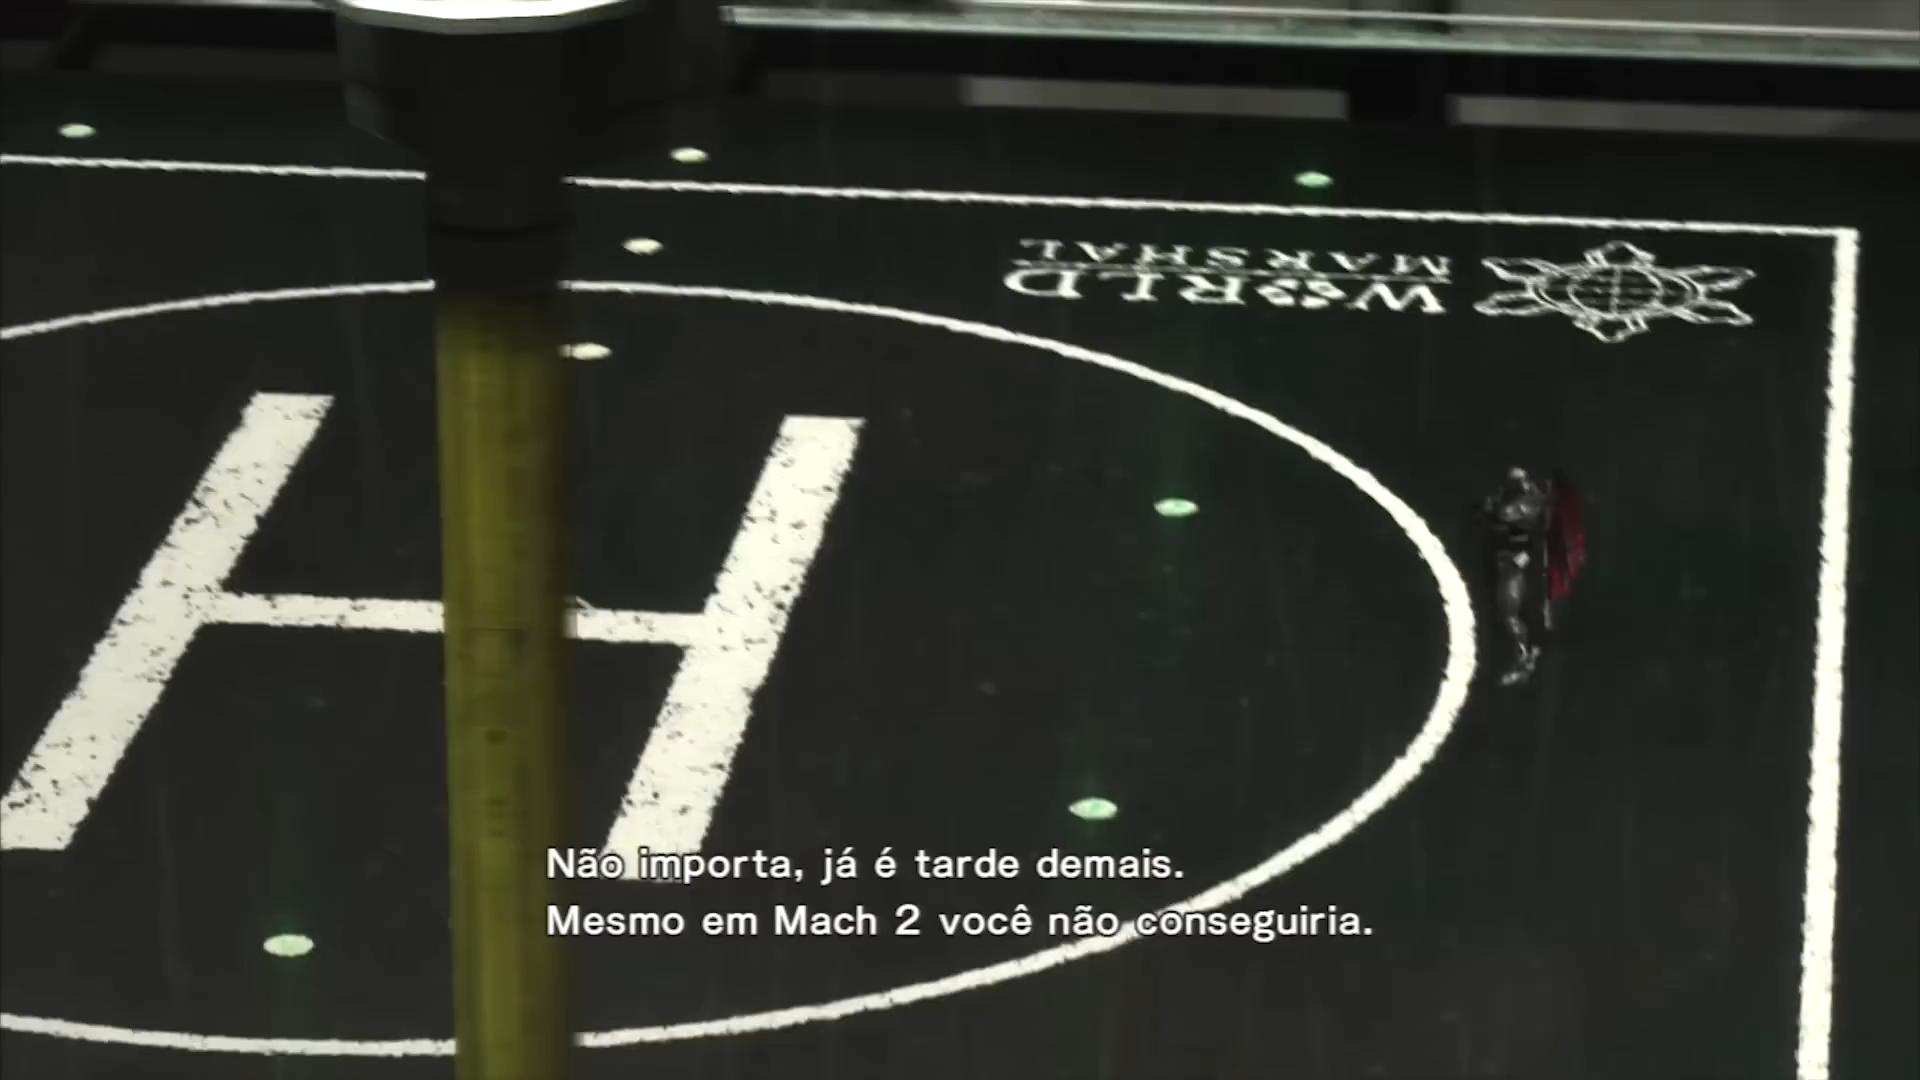 WORLD
MARSHAL
H
Não importa, já é tarde demais.
Mesmo em Mach 2 você não conseguiria.